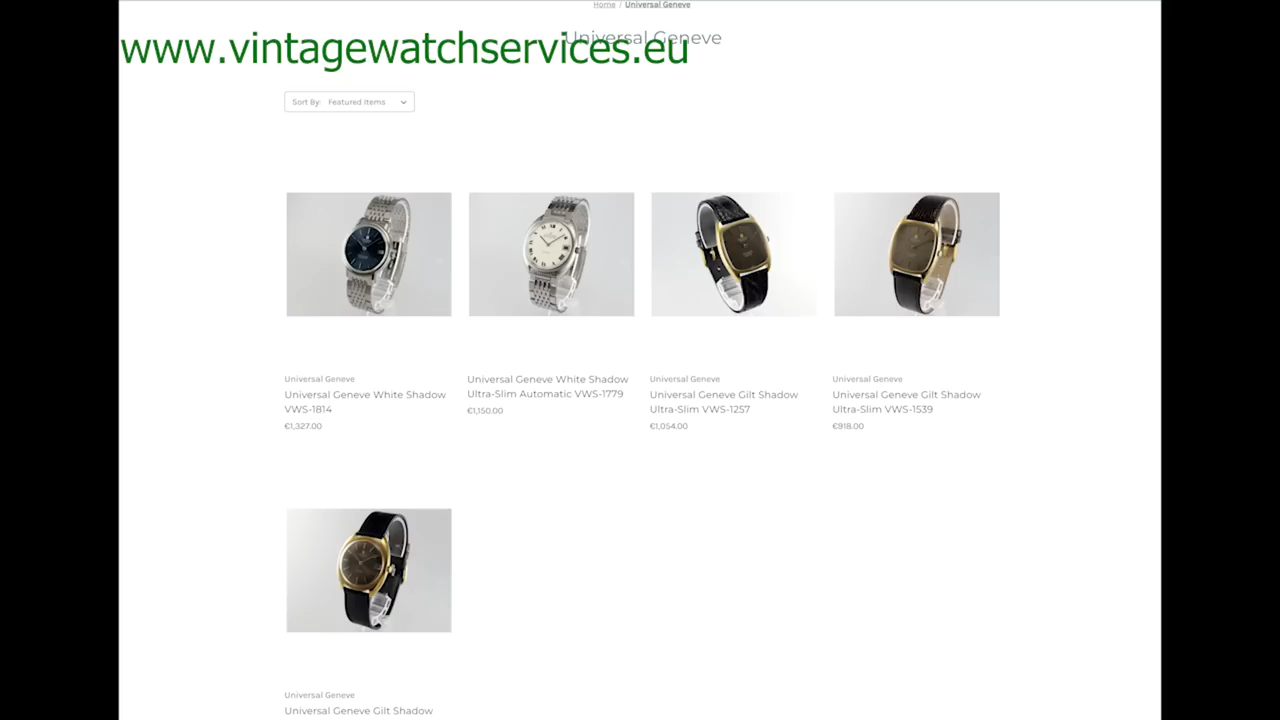 Home / Universal Geneve
Universal Geneve
www.vintagewatchservices.eu
Sort By: Featured Items
Universal Geneve
Universal Geneve White Shadow
VWS-1814
€1,327.00
Universal Geneve White Shadow
Ultra-Slim Automatic VWS-1779
€1,150.00
Universal Geneve
Universal Geneve Gilt Shadow
Ultra-Slim VWS-1257
€1,054.00
Universal Geneve
Universal Geneve Gilt Shadow
Ultra-Slim VWS-1539
€918.00
Universal Geneve
Universal Geneve Gilt Shadow